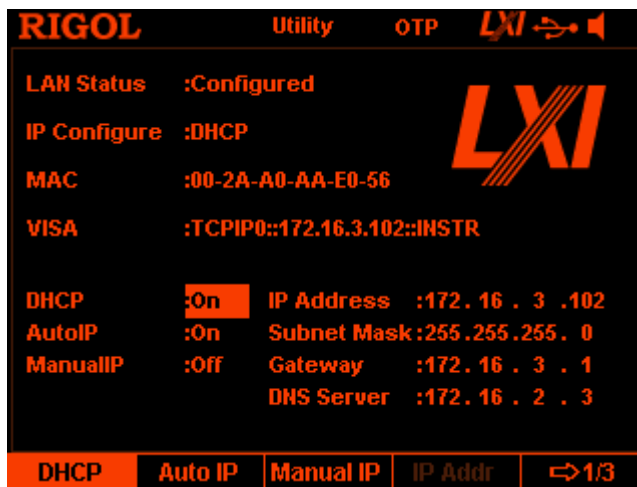 RIGOL Utility OTP LXI
LAN Status :Configured
LXI
IP Configure :DHCP
MAC :00-2A-A0-AA-E0-56
VISA :TCPIP0::172.16.3.102::INSTR
DHCP :On IP Address :172. 16 . 3 .102
AutoIP :On Subnet Mask:255.255.255. 0
ManualIP :Off Gateway :172. 16 . 3 . 1
DNS Server :172. 16 . 2 . 3
DHCP Auto IP Manual IP IP Addr ⇨1/3